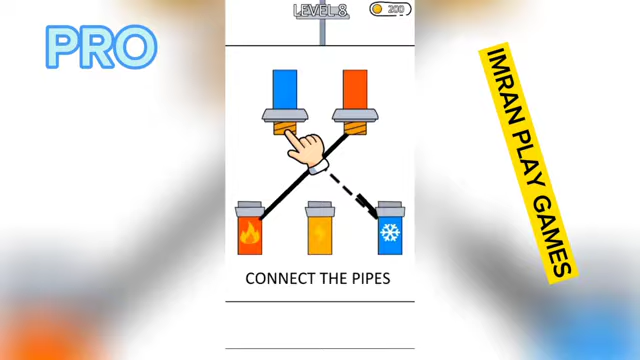 LEVEL 8
200
PRO
IMRAN PLAY GAMES
CONNECT THE PIPES